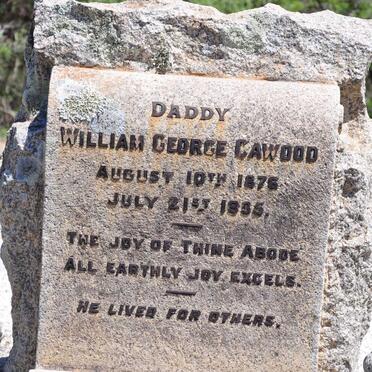 DADDY
WILLIAM GEORGE CAWOOD
AUGUST 10TH 1876
JULY 21ST 1935.
THE JOY OF THINE ABODE
ALL EARTHLY JOY EXCELS.
HE LIVED FOR OTHERS.